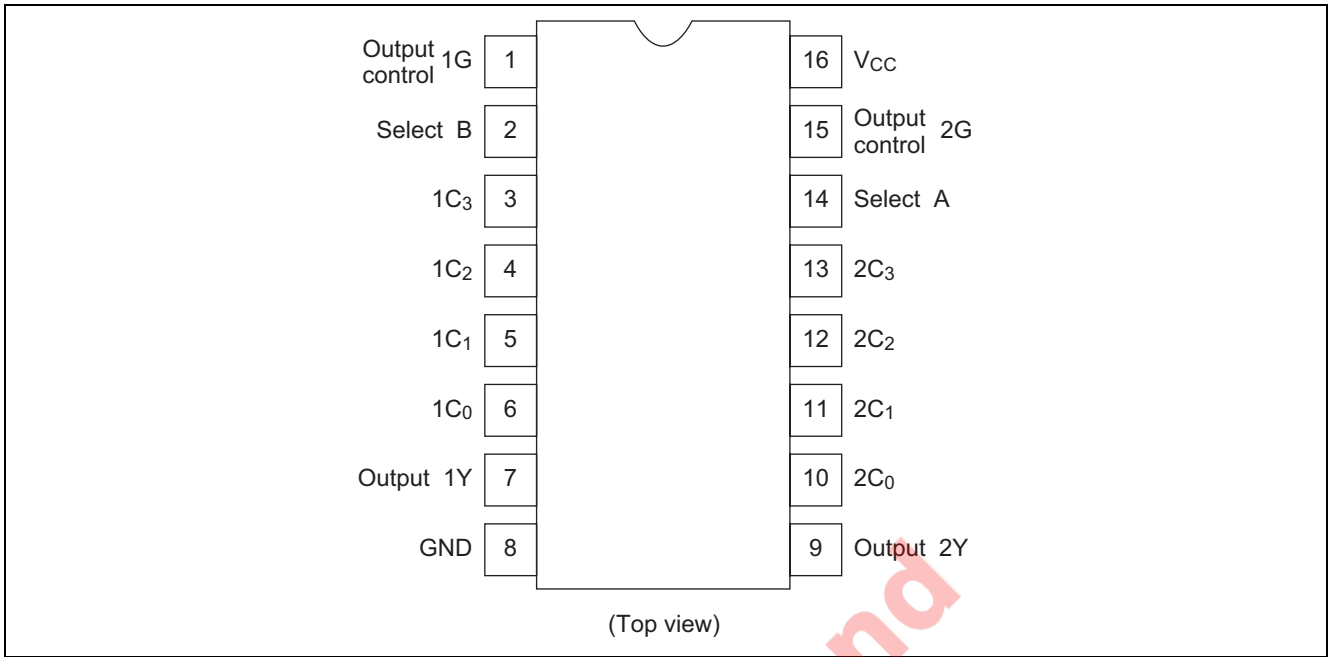 Output control 1G 1
Select B 2
1C3 3
1C2 4
1C1 5
1C0 6
Output 1Y 7
GND 8
16 VCC
15 Output control 2G
14 Select A
13 2C3
12 2C2
11 2C1
10 2C0
9 Output 2Y
(Top view)
nd